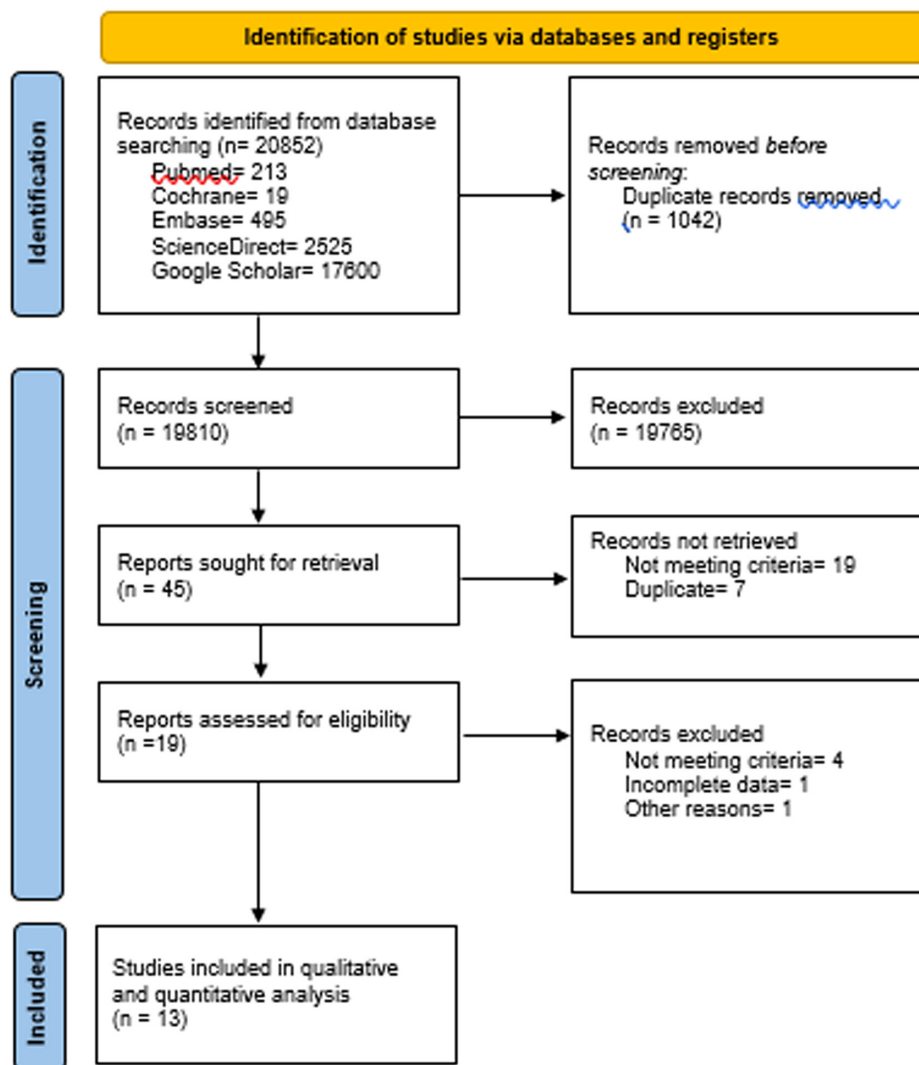 Identification of studies via databases and registers
Identification
Records identified from database
searching (n= 20852)
Pubmed= 213
Cochrane= 19
Embase= 495
ScienceDirect= 2525
Google Scholar= 17600
Records removed before
screening:
Duplicate records removed
(n = 1042)
Screening
Records screened
(n = 19810)
Records excluded
(n = 19765)
Reports sought for retrieval
(n = 45)
Records not retrieved
Not meeting criteria= 19
Duplicate= 7
Reports assessed for eligibility
(n =19)
Records excluded
Not meeting criteria= 4
Incomplete data= 1
Other reasons= 1
Included
Studies included in qualitative
and quantitative analysis
(n = 13)